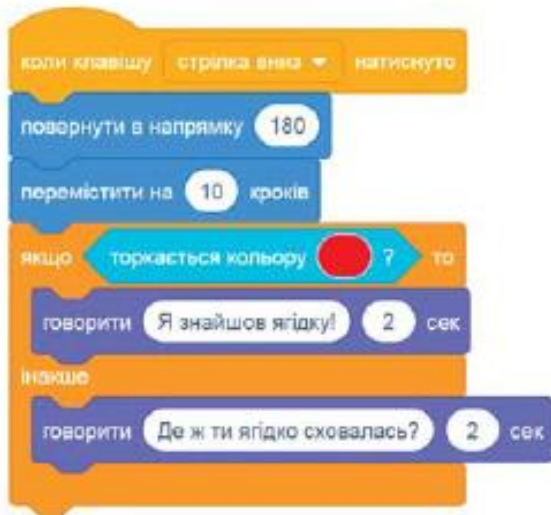 коли клавішу стрілка вниз натиснуто
повернути в напрямку 180
перемістити на 10 кроків
якщо торкається кольору ? то
говорити Я знайшов ягідку! 2 сек
інакше
говорити Де ж ти ягідко сховалась? 2 сек